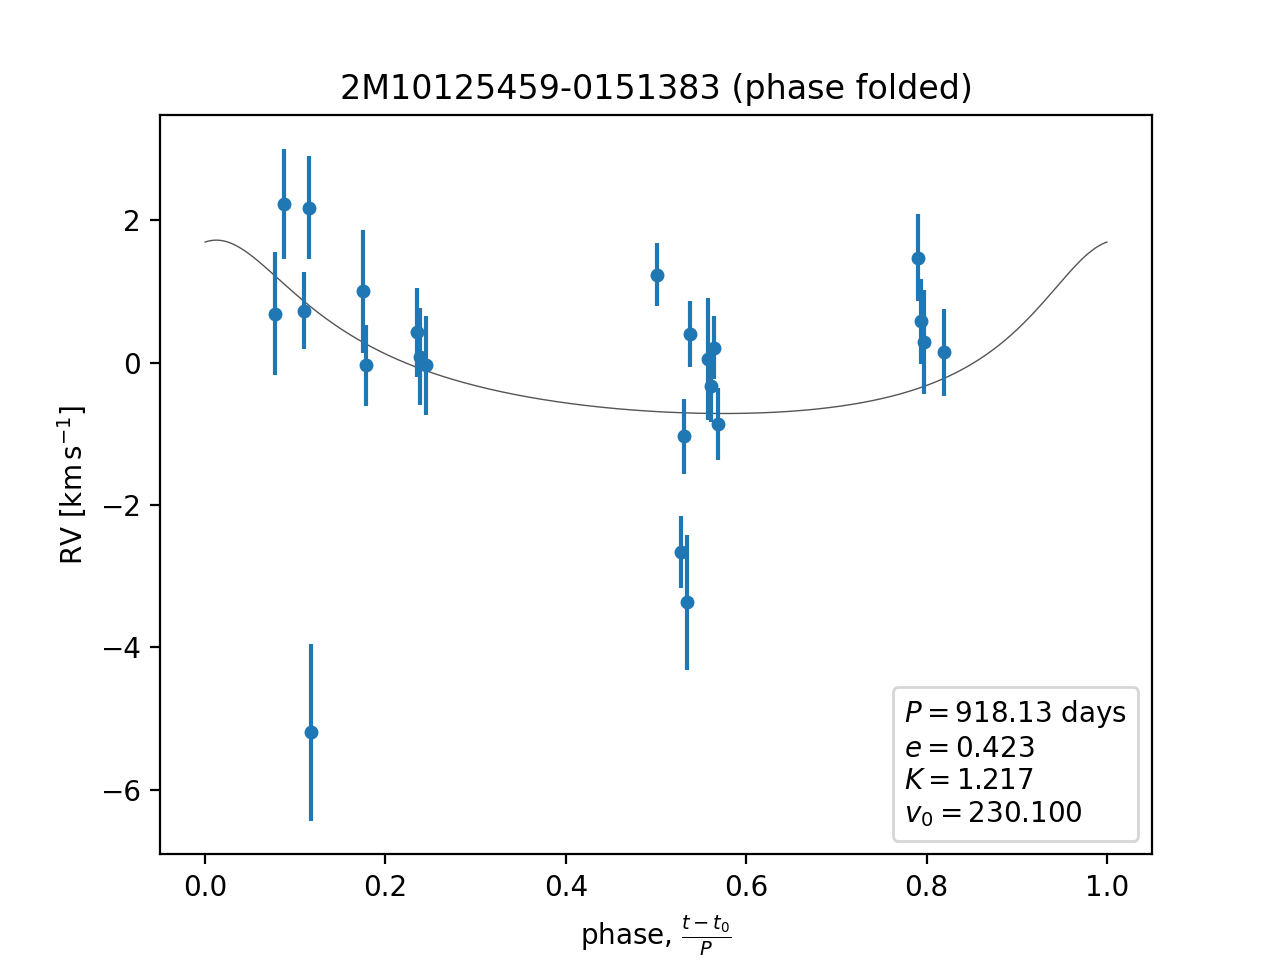 2M10125459-0151383 (phase folded)
RV [km s⁻¹]
2
0
−2
−4
−6
P = 918.13 days
e = 0.423
K = 1.217
v₀ = 230.100
0.0 0.2 0.4 0.6 0.8 1.0
phase, (t − t₀)/P